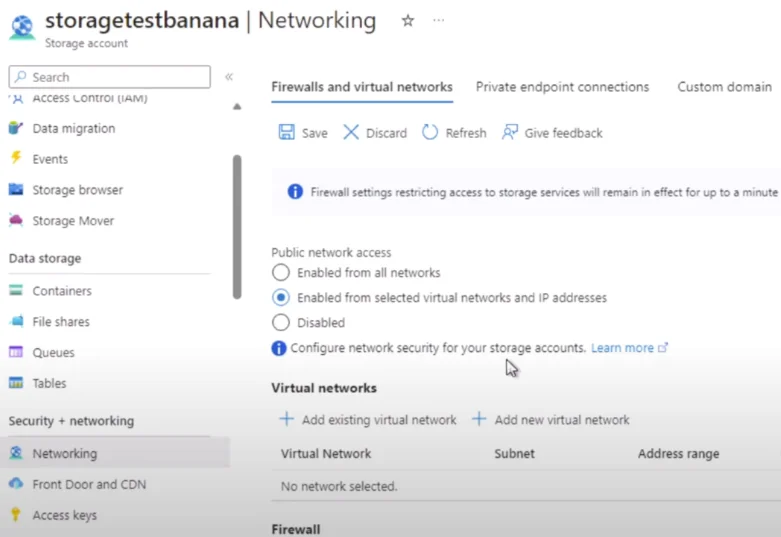 storagetestbanana | Networking ☆ ...
Storage account
Search «
Access Control (IAM)
Data migration
Events
Storage browser
Storage Mover
Data storage
Containers
File shares
Queues
Tables
Security + networking
Networking
Front Door and CDN
Access keys
Firewalls and virtual networks Private endpoint connections Custom domain
Save Discard Refresh Give feedback
Firewall settings restricting access to storage services will remain in effect for up to a minute
Public network access
Enabled from all networks
Enabled from selected virtual networks and IP addresses
Disabled
Configure network security for your storage accounts. Learn more
Virtual networks
+ Add existing virtual network + Add new virtual network
Virtual Network Subnet Address range
No network selected.
Firewall